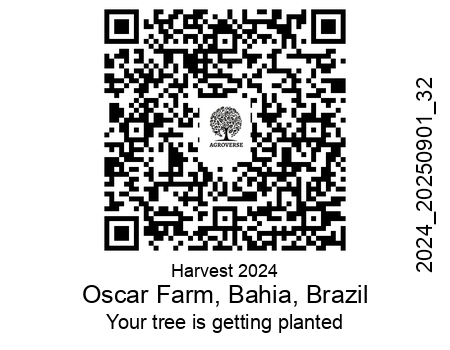 AGROVERSE
Harvest 2024
Oscar Farm, Bahia, Brazil
Your tree is getting planted
2024_20250901_32